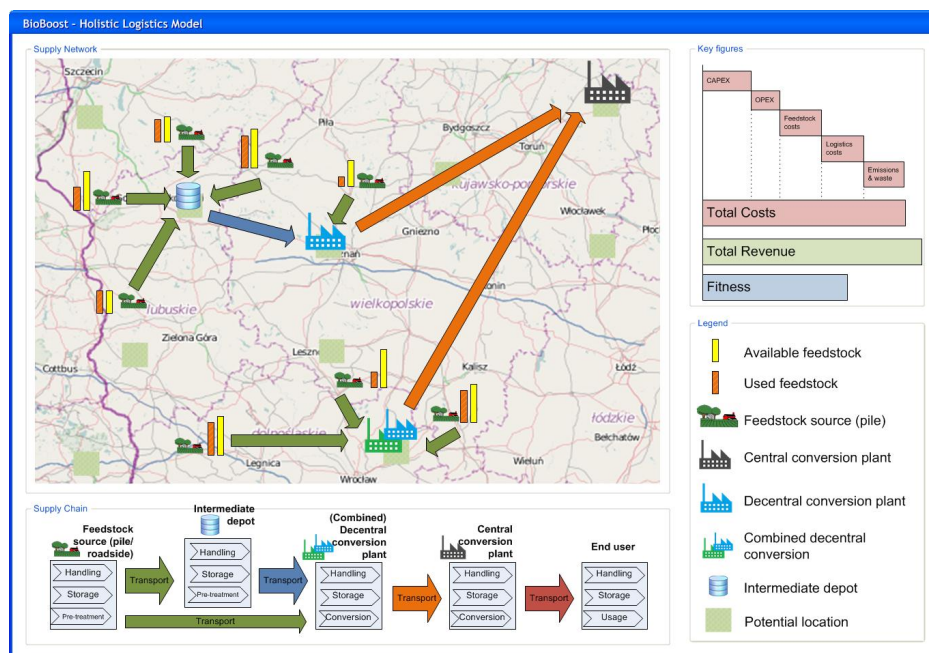 BioBoost - Holistic Logistics Model
Supply Network
Szczecin
Piła
Bydgoszcz
Toruń
kujawsko-pomorskie
Włocławek
Płoc
Gniezno
znań
onin
lubuskie
wielkopolskie
Zielona Góra
Leszn
Kalisz
Łódź
Cottbus
łódzkie
dolnośląskie
Bełchatów
Legnica
Wieluń
Wrocław
Key figures
CAPEX
OPEX
Feedstock
costs
Logistics
costs
Emissions
& waste
Total Costs
Total Revenue
Fitness
Legend
Available feedstock
Used feedstock
Feedstock source (pile)
Central conversion plant
Decentral conversion plant
Combined decentral
conversion
Intermediate depot
Potential location
Supply Chain
Feedstock
source (pile/
roadside)
Handling
Storage
Pre-treatment
Transport
Transport
Intermediate
depot
Handling
Storage
Pre-treatment
Transport
(Combined)
Decentral
conversion
plant
Handling
Storage
Conversion
Transport
Central
conversion
plant
Handling
Storage
Conversion
Transport
End user
Handling
Storage
Usage